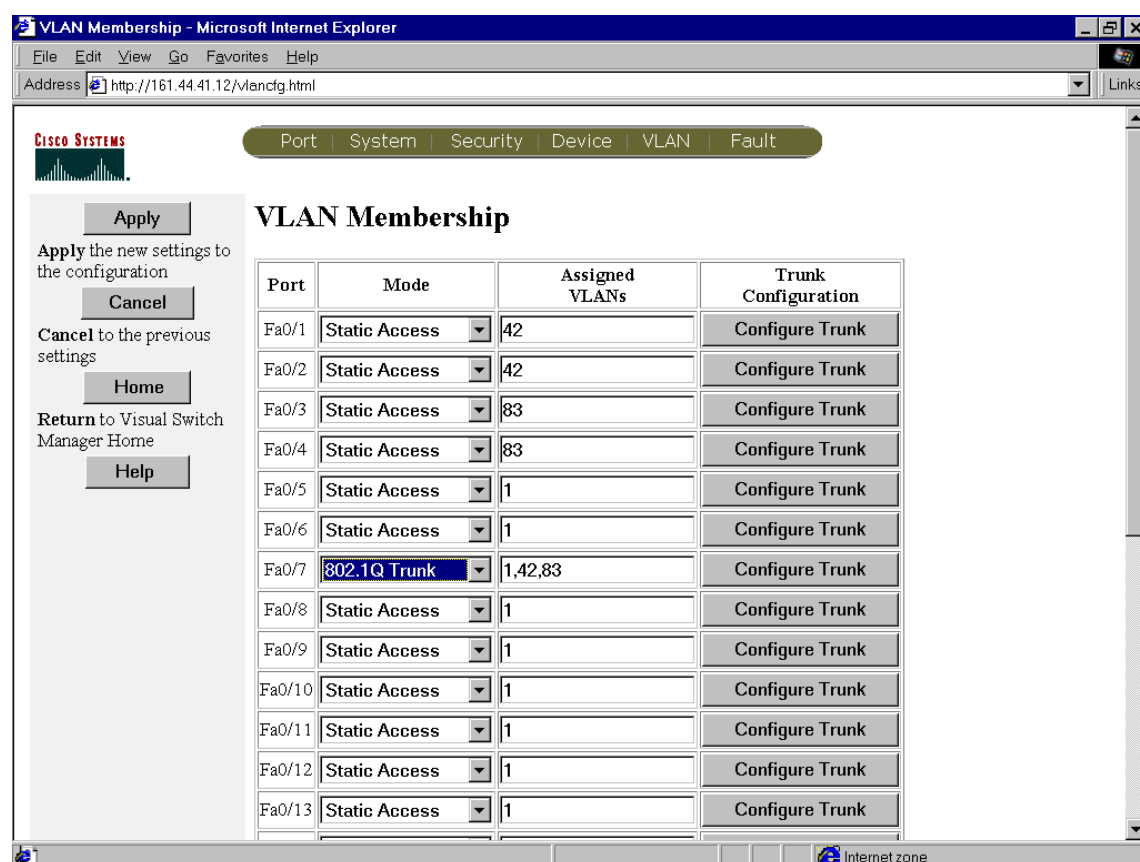 VLAN Membership - Microsoft Internet Explorer
File Edit View Go Favorites Help
Address http://161.44.41.12/vlancfg.html Links
CISCO SYSTEMS
Port | System | Security | Device | VLAN | Fault
Apply
Apply the new settings to
the configuration
Cancel
Cancel to the previous
settings
Home
Return to Visual Switch
Manager Home
Help
VLAN Membership
Port Mode Assigned VLANs Trunk Configuration
Fa0/1 Static Access 42 Configure Trunk
Fa0/2 Static Access 42 Configure Trunk
Fa0/3 Static Access 83 Configure Trunk
Fa0/4 Static Access 83 Configure Trunk
Fa0/5 Static Access 1 Configure Trunk
Fa0/6 Static Access 1 Configure Trunk
Fa0/7 802.1Q Trunk 1,42,83 Configure Trunk
Fa0/8 Static Access 1 Configure Trunk
Fa0/9 Static Access 1 Configure Trunk
Fa0/10 Static Access 1 Configure Trunk
Fa0/11 Static Access 1 Configure Trunk
Fa0/12 Static Access 1 Configure Trunk
Fa0/13 Static Access 1 Configure Trunk
Internet zone